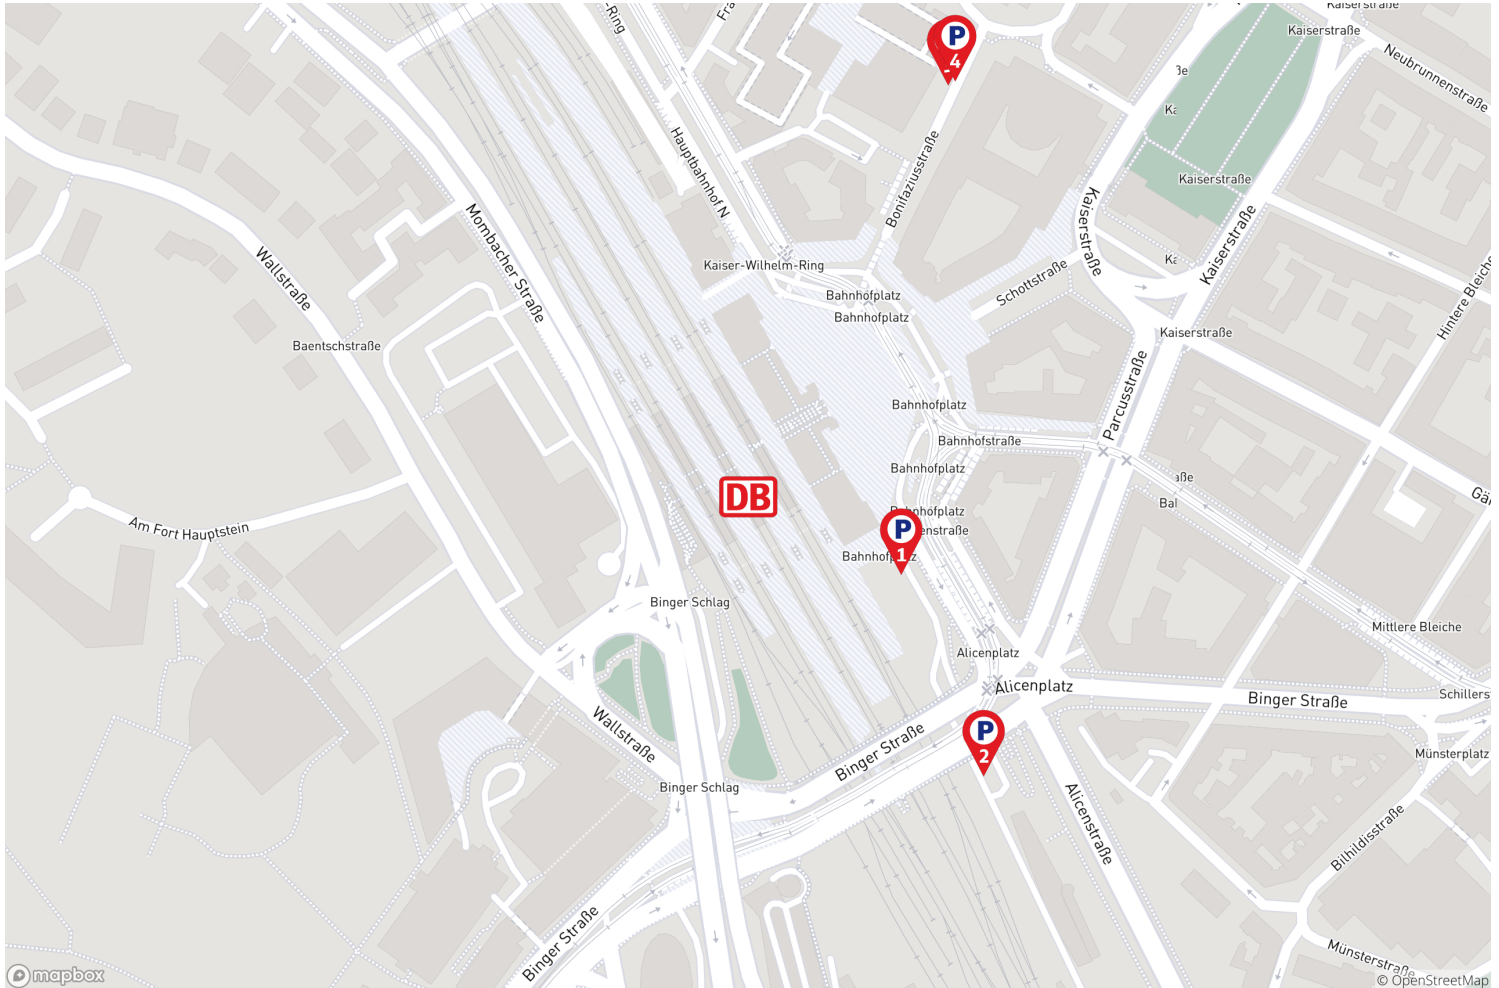 Kaiserstraße
Kaiserstraße
Neubrunnenstraße
P
4
Hauptbahnhof N
Bonifaziusstraße
Kaiserstraße
Kaiserstraße
Kaiserstraße
Mombacher Straße
Wallstraße
Kaiser-Wilhelm-Ring
Schottstraße
Bahnhofplatz
Bahnhofplatz
Hintere Bleiche
Kaiserstraße
Baentschstraße
Parcusstraße
Bahnhofplatz
Bahnhofstraße
Bahnhofplatz
DB
Bahnhofplatz
P
1
Bahnhofplatz
Am Fort Hauptstein
Binger Schlag
Mittlere Bleiche
Alicenplatz
Alicenplatz
Binger Straße
P
2
Wallstraße
Binger Straße
Münsterplatz
Binger Schlag
Alicenstraße
Bilhildisstraße
Binger Straße
Münsterstraße
mapbox
© OpenStreetMap